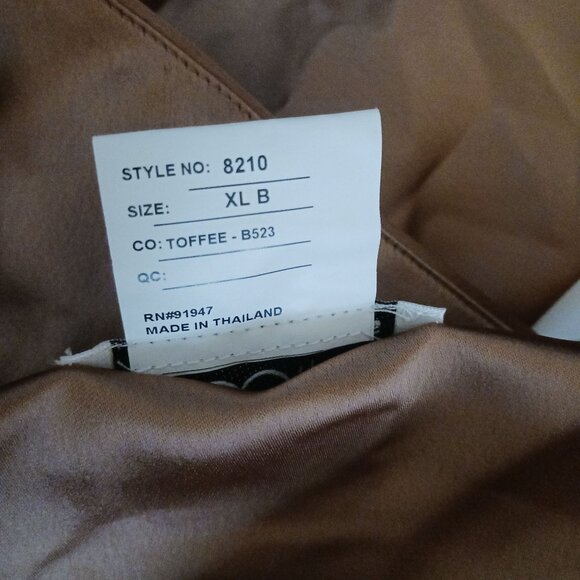 STYLE NO: 8210
SIZE: XL B
CO: TOFFEE - B523
QC:
RN#91947
MADE IN THAILAND